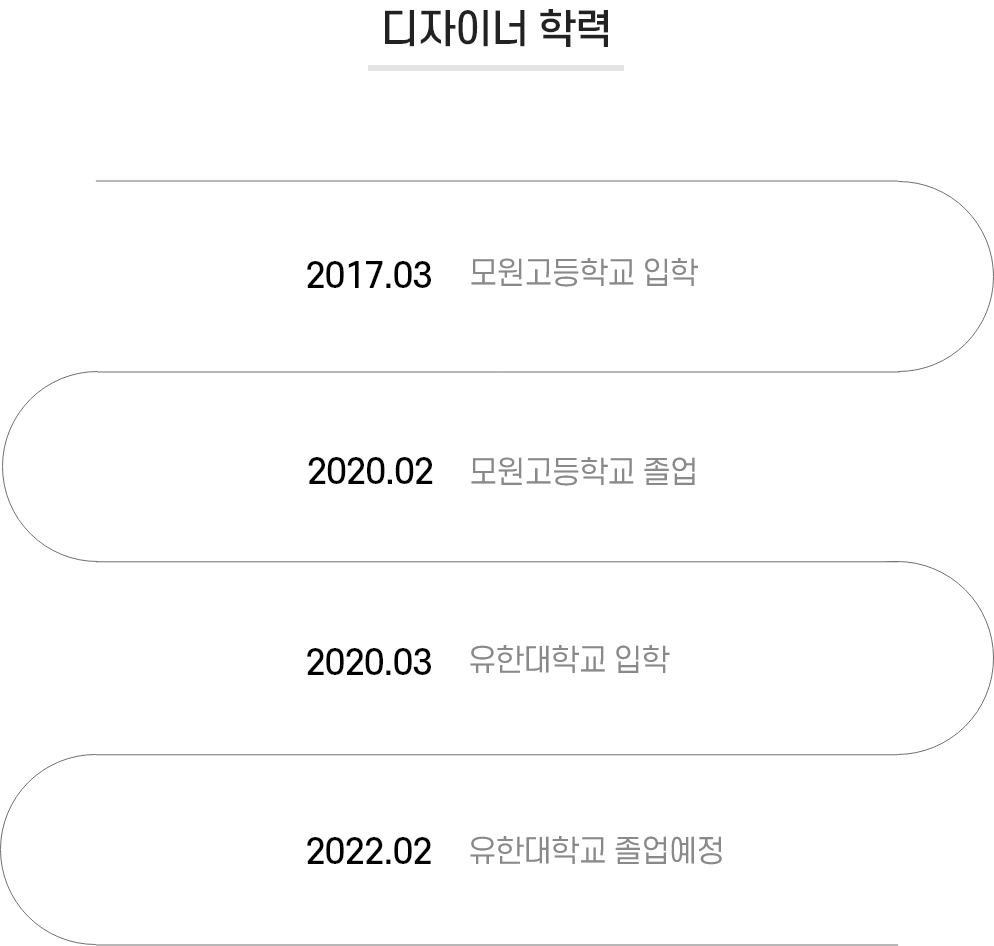 디자이너 학력
2017.03 모원고등학교 입학
2020.02 모원고등학교 졸업
2020.03 유한대학교 입학
2022.02 유한대학교 졸업예정